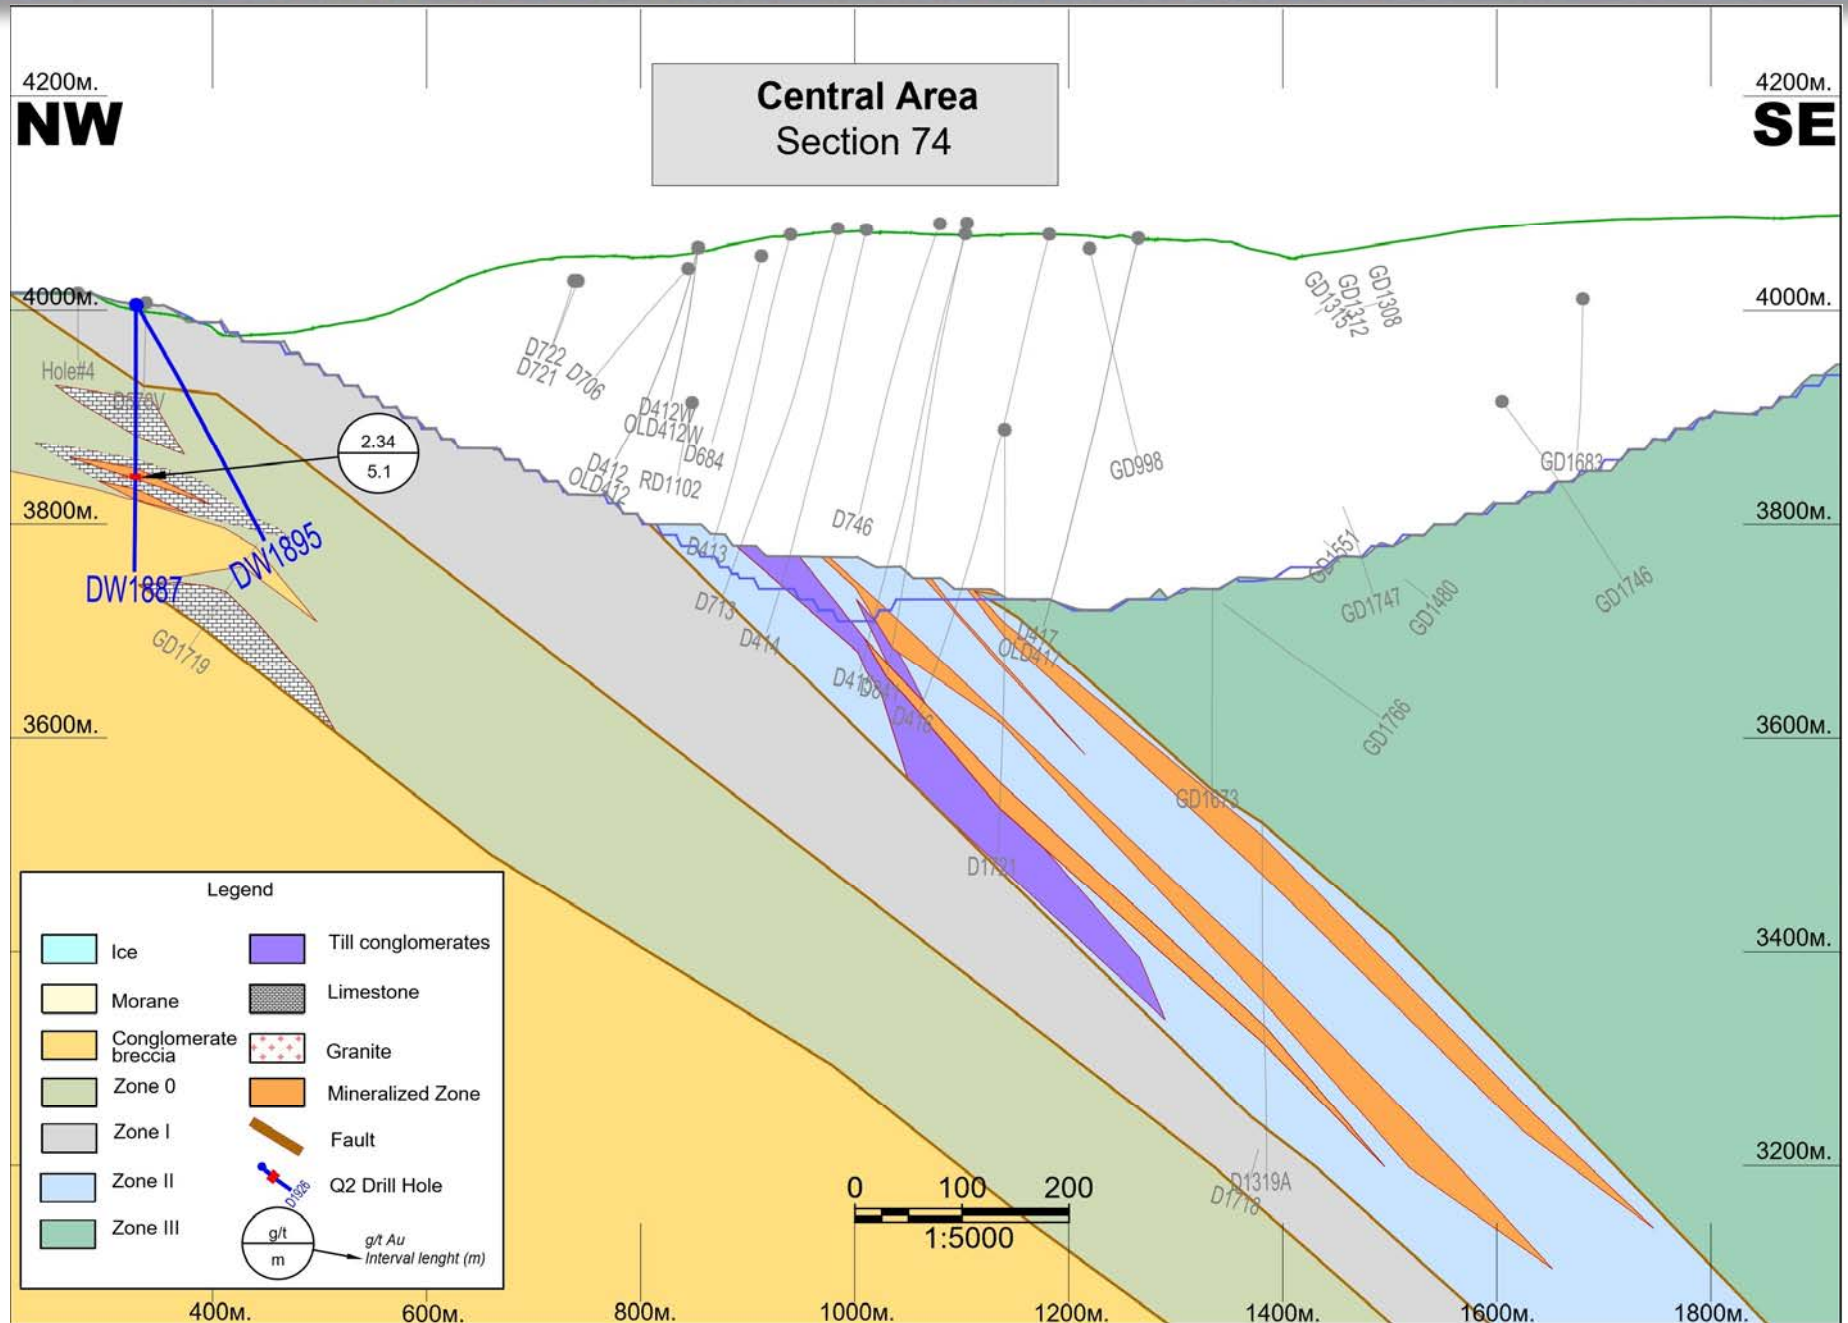 4200м.
4200м.
NW
Central Area
Section 74
SE
4000м.
4000м.
GD1308
GD1312
GD1315
D722
D721
D706
Hole#4
D412W
OLD412W
D684
GD998
2.34
5.1
D412
OLD412
RD1102
GD1683
3800м.
3800м.
D746
D413
GD1551
DW1895
DW1887
D713
GD1747
GD1480
GD1746
GD1719
D414
D417
OLD417
D841
D416
3600м.
3600м.
GD1766
GD1673
D1721
Legend
Ice
Morane
Conglomerate
breccia
Zone 0
Zone I
Zone II
Zone III
Till conglomerates
Limestone
Granite
Mineralized Zone
Fault
D1926
Q2 Drill Hole
g/t
m
g/t Au
Interval lenght (m)
3400м.
3200м.
D1319A
D1718
0 100 200
1:5000
400м. 600м. 800м. 1000м. 1200м. 1400м. 1600м. 1800м.